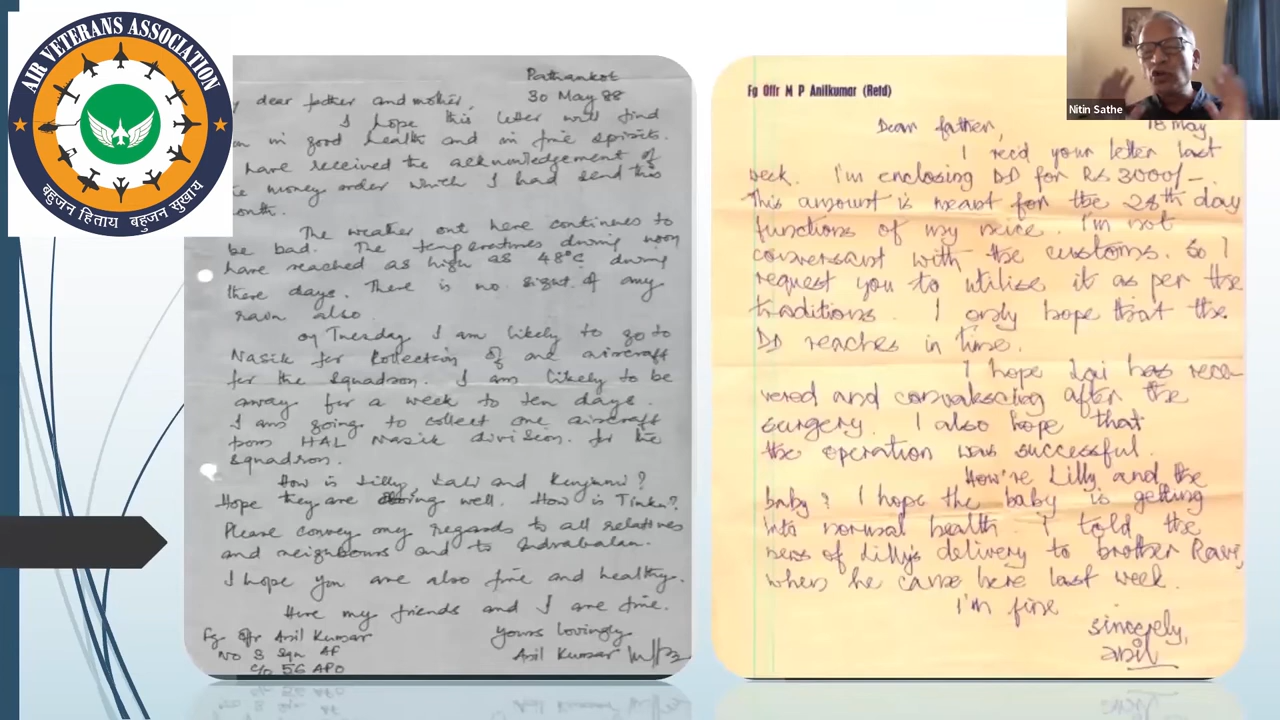 AIR VETERANS ASSOCIATION
बहुजन हिताय बहुजन सुखाय
Pathankot
30 May 88
dear father and mother,
I hope this letter will find
in good health and in fine spirits.
have received the acknowledgement of
money order which I had send this
onth.
The weather out here continues to
be bad. The temperatures during noon
have reached as high as 48°C during
there days. There is no sight of any
rain also.
On Tuesday I am likely to go to
Nasik for Kollection of one aircraft
for the squadron. I am likely to be
away for a week to ten days.
I am going to collect one aircraft
from HAL Nasik division for the
squadron.
How is Lilly, Lali and Kunjumi?
Hope they are doing well. How is Tinku?
Please convey my regards to all relatives
and neighbours and to Indrabalan.
I hope you are also fine and healthy.
Here my friends and I are fine.
Yours lovingly
Anil Kumar
Fg Offr Anil Kumar
No 8 Sqn AF
C/o 56 APO
Fg Offr M P Anilkumar (Retd)
18 May
Dear father,
I recd your letter last
week. I'm enclosing DD for Rs 3000/-
This amount is meant for the 28th day
functions of my niece. I'm not
conversant with the customs. So I
request you to utilise it as per the
traditions. I only hope that the
DD reaches in time.
I hope Lai has reco-
vered and convalescing after the
surgery. I also hope that
the operation was successful.
How're Lilly and the
baby? I hope the baby is getting
into normal health. I told the
news of Lilly's delivery to brother Ravi,
when he came here last week.
I'm fine
sincerely,
Anil
Nitin Sathe